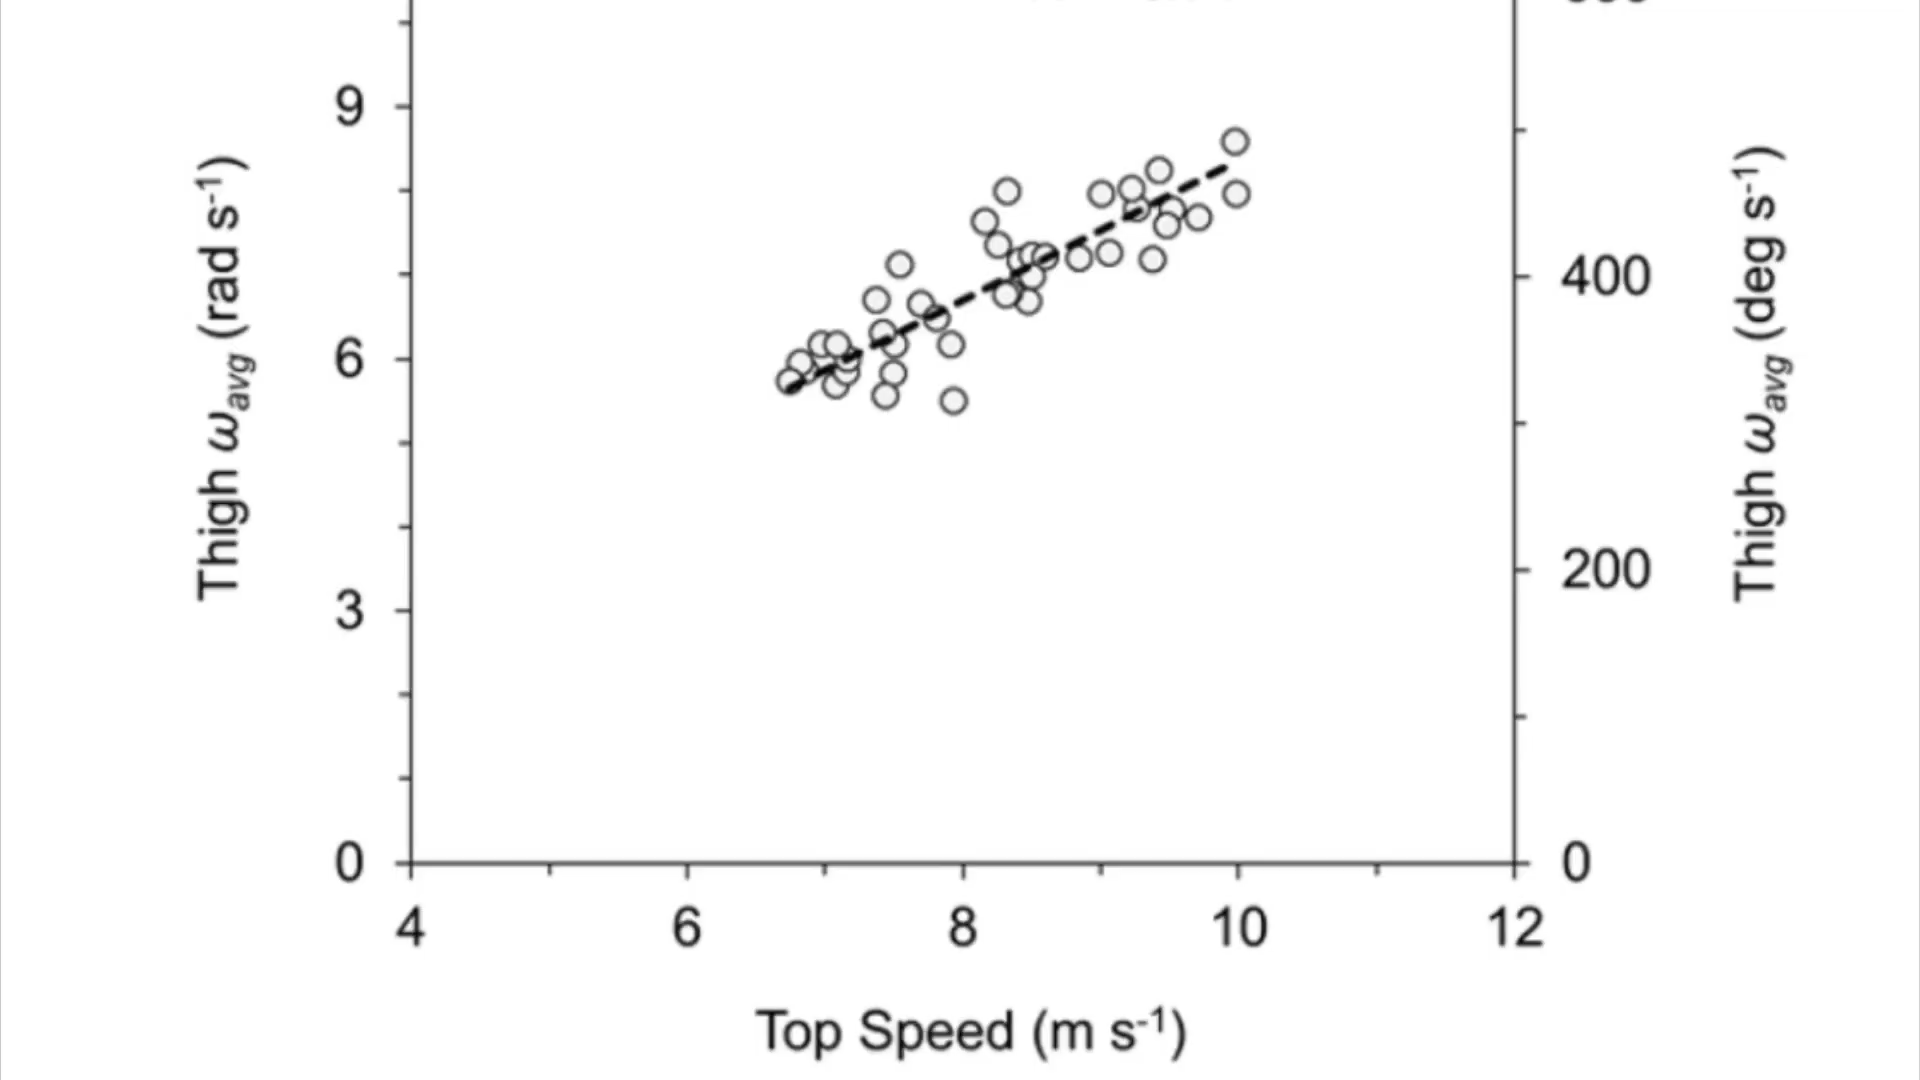 9
6
3
0
Thigh ωavg (rad s-1)
400
200
0
Thigh ωavg (deg s-1)
4 6 8 10 12
Top Speed (m s-1)